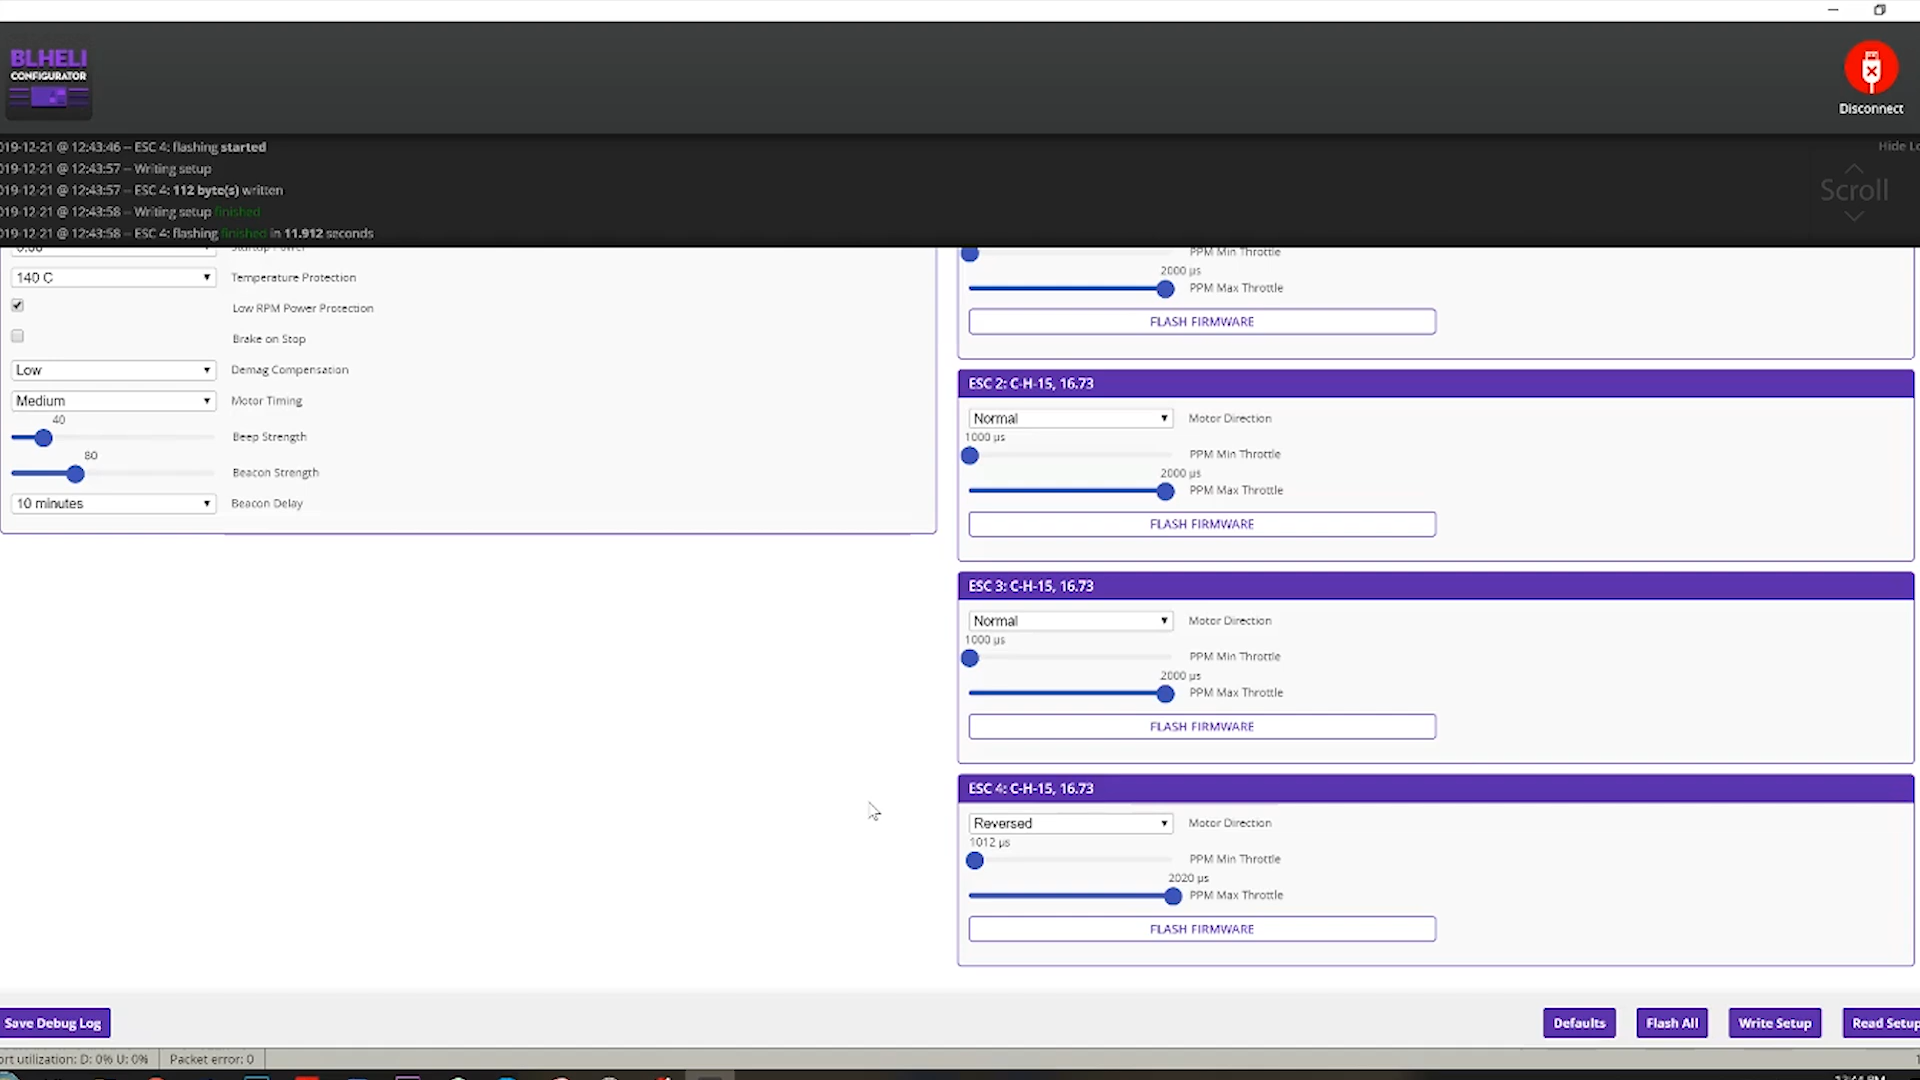 BLHELI
CONFIGURATOR
Disconnect
019-12-21 @ 12:43:46 -- ESC 4: flashing started
Hide Lo
019-12-21 @ 12:43:57 -- Writing setup
019-12-21 @ 12:43:57 -- ESC 4: 112 byte(s) written
Scroll
019-12-21 @ 12:43:58 -- Writing setup finished
019-12-21 @ 12:43:58 -- ESC 4: flashing finished in 11.912 seconds
Startup Power
140 C
Temperature Protection
Low RPM Power Protection
Brake on Stop
Low
Demag Compensation
Medium
Motor Timing
40
Beep Strength
80
Beacon Strength
10 minutes
Beacon Delay
PPM Min Throttle
2000 µs
PPM Max Throttle
FLASH FIRMWARE
ESC 2: C-H-15, 16.73
Normal
Motor Direction
1000 µs
PPM Min Throttle
2000 µs
PPM Max Throttle
FLASH FIRMWARE
ESC 3: C-H-15, 16.73
Normal
Motor Direction
1000 µs
PPM Min Throttle
2000 µs
PPM Max Throttle
FLASH FIRMWARE
ESC 4: C-H-15, 16.73
Reversed
Motor Direction
1012 µs
PPM Min Throttle
2020 µs
PPM Max Throttle
FLASH FIRMWARE
Save Debug Log
Defaults
Flash All
Write Setup
Read Setup
ort utilization: D: 0% U: 0%
Packet error: 0